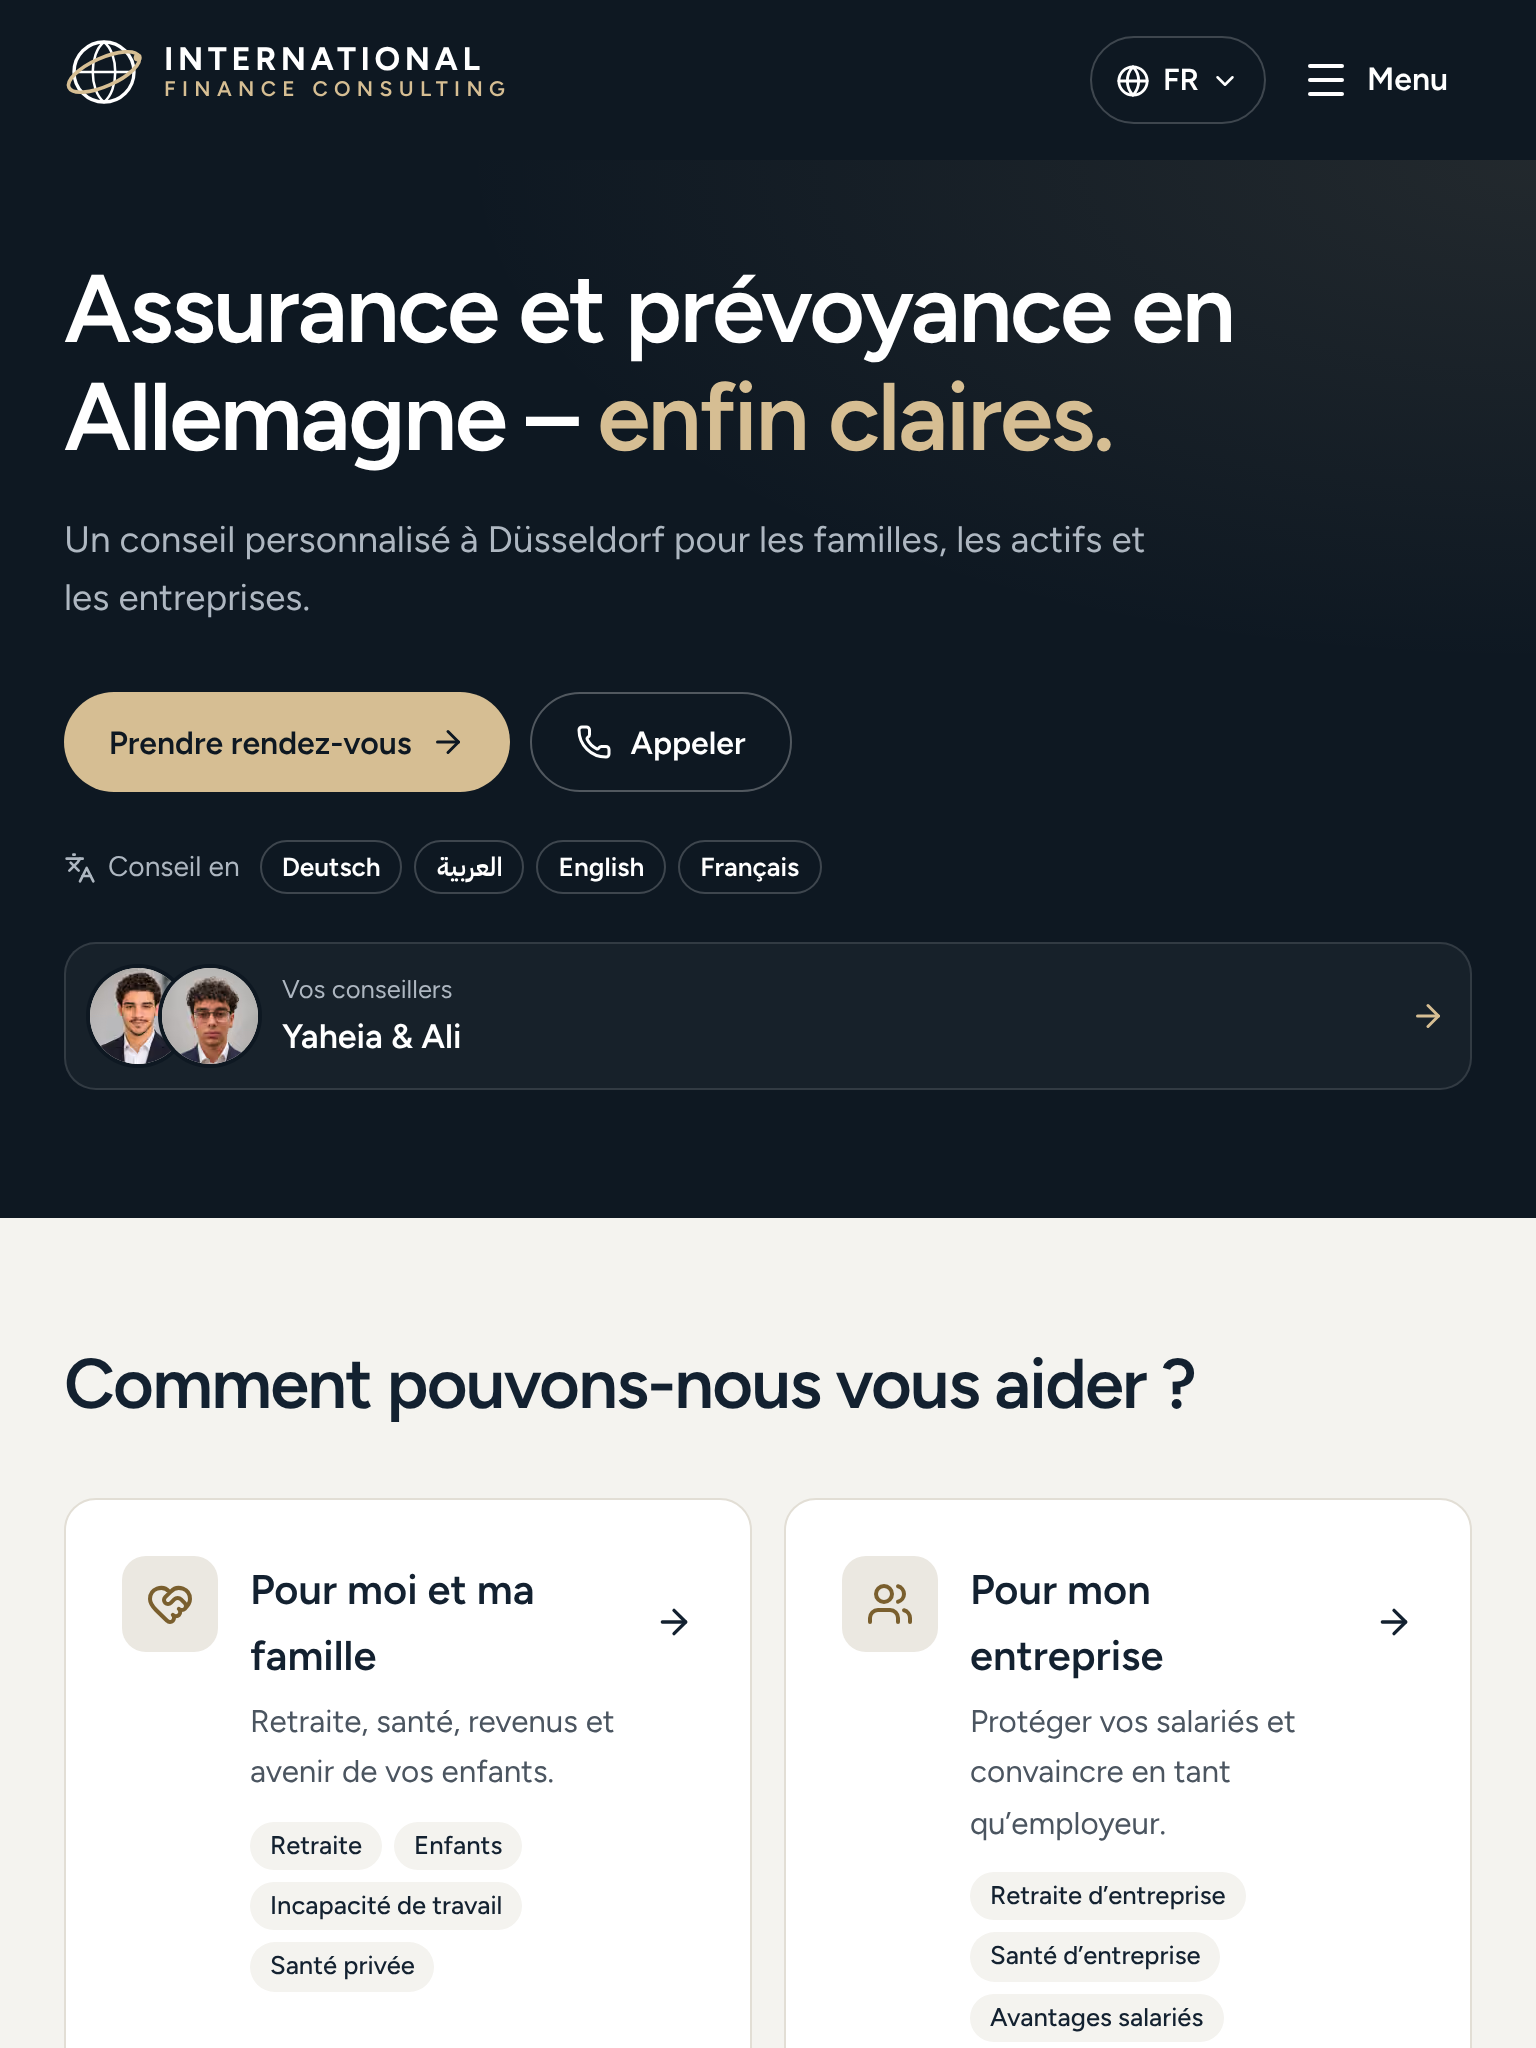 INTERNATIONAL
FINANCE CONSULTING
FR
Menu
Assurance et prévoyance en
Allemagne – enfin claires.
Un conseil personnalisé à Düsseldorf pour les familles, les actifs et
les entreprises.
Prendre rendez-vous
Appeler
Conseil en
Deutsch
العربية
English
Français
Vos conseillers
Yaheia & Ali
Comment pouvons-nous vous aider ?
Pour moi et ma
famille
Retraite, santé, revenus et
avenir de vos enfants.
Retraite
Enfants
Incapacité de travail
Santé privée
Pour mon
entreprise
Protéger vos salariés et
convaincre en tant
qu’employeur.
Retraite d’entreprise
Santé d’entreprise
Avantages salariés